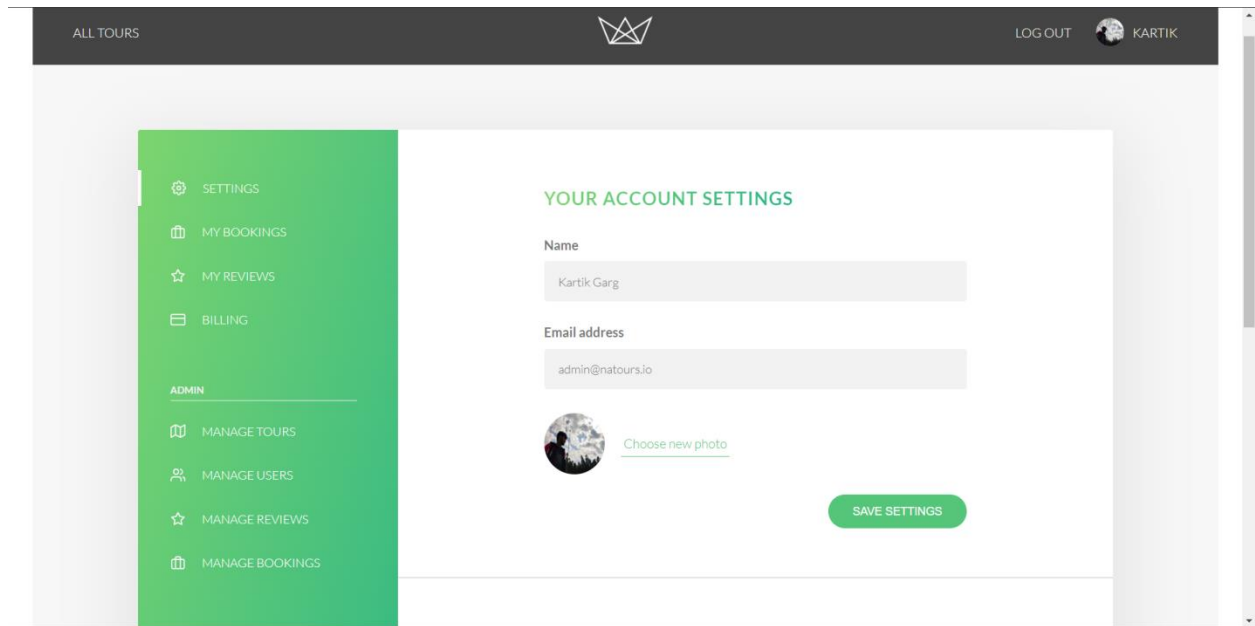 ALL TOURS
LOG OUT
KARTIK
SETTINGS
MY BOOKINGS
MY REVIEWS
BILLING
ADMIN
MANAGE TOURS
MANAGE USERS
MANAGE REVIEWS
MANAGE BOOKINGS
YOUR ACCOUNT SETTINGS
Name
Kartik Garg
Email address
admin@natours.io
Choose new photo
SAVE SETTINGS